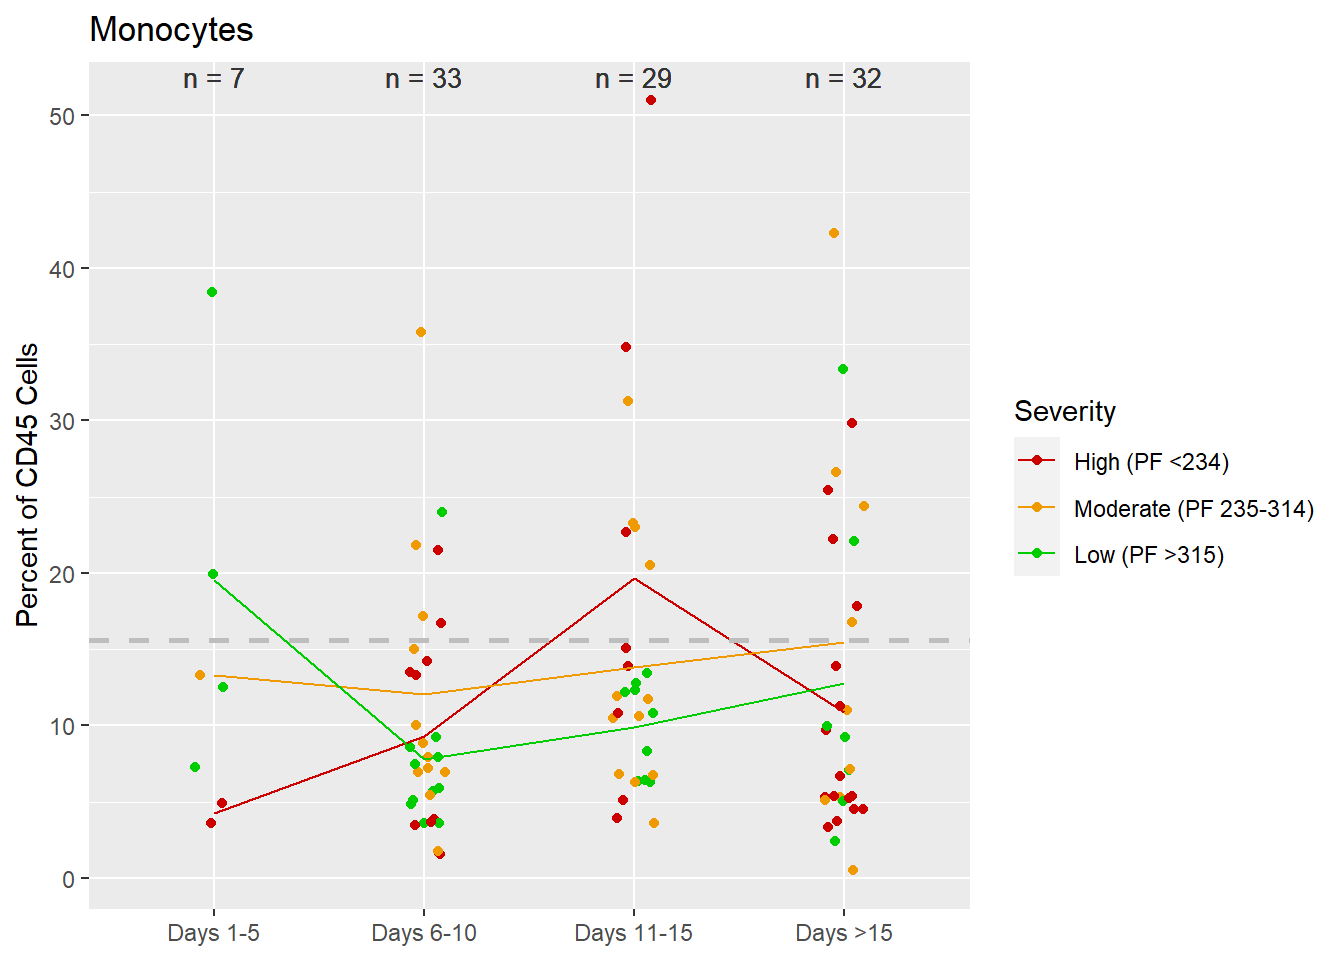 Monocytes
n = 7
n = 33
n = 29
n = 32
50
40
30
20
10
0
Percent of CD45 Cells
Days 1-5
Days 6-10
Days 11-15
Days >15
Severity
High (PF <234)
Moderate (PF 235-314)
Low (PF >315)